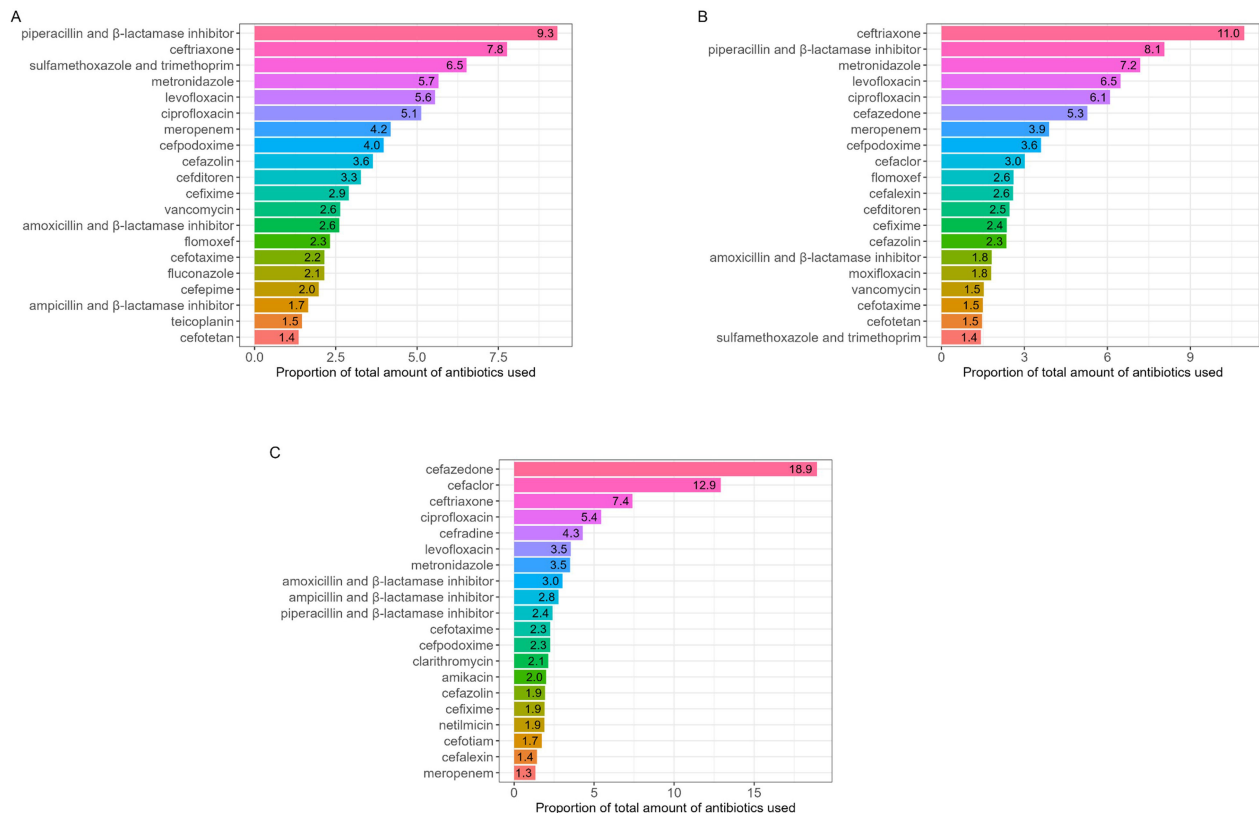 A
piperacillin and β-lactamase inhibitor 9.3
ceftriaxone 7.8
sulfamethoxazole and trimethoprim 6.5
metronidazole 5.7
levofloxacin 5.6
ciprofloxacin 5.1
meropenem 4.2
cefpodoxime 4.0
cefazolin 3.6
cefditoren 3.3
cefixime 2.9
vancomycin 2.6
amoxicillin and β-lactamase inhibitor 2.6
flomoxef 2.3
cefotaxime 2.2
fluconazole 2.1
cefepime 2.0
ampicillin and β-lactamase inhibitor 1.7
teicoplanin 1.5
cefotetan 1.4
0.0 2.5 5.0 7.5
Proportion of total amount of antibiotics used
B
ceftriaxone 11.0
piperacillin and β-lactamase inhibitor 8.1
metronidazole 7.2
levofloxacin 6.5
ciprofloxacin 6.1
cefazedone 5.3
meropenem 3.9
cefpodoxime 3.6
cefaclor 3.0
flomoxef 2.6
cefalexin 2.6
cefditoren 2.5
cefixime 2.4
cefazolin 2.3
amoxicillin and β-lactamase inhibitor 1.8
moxifloxacin 1.8
vancomycin 1.5
cefotaxime 1.5
cefotetan 1.5
sulfamethoxazole and trimethoprim 1.4
0 3 6 9
Proportion of total amount of antibiotics used
C
cefazedone 18.9
cefaclor 12.9
ceftriaxone 7.4
ciprofloxacin 5.4
cefradine 4.3
levofloxacin 3.5
metronidazole 3.5
amoxicillin and β-lactamase inhibitor 3.0
ampicillin and β-lactamase inhibitor 2.8
piperacillin and β-lactamase inhibitor 2.4
cefotaxime 2.3
cefpodoxime 2.3
clarithromycin 2.1
amikacin 2.0
cefazolin 1.9
cefixime 1.9
netilmicin 1.9
cefotiam 1.7
cefalexin 1.4
meropenem 1.3
0 5 10 15
Proportion of total amount of antibiotics used